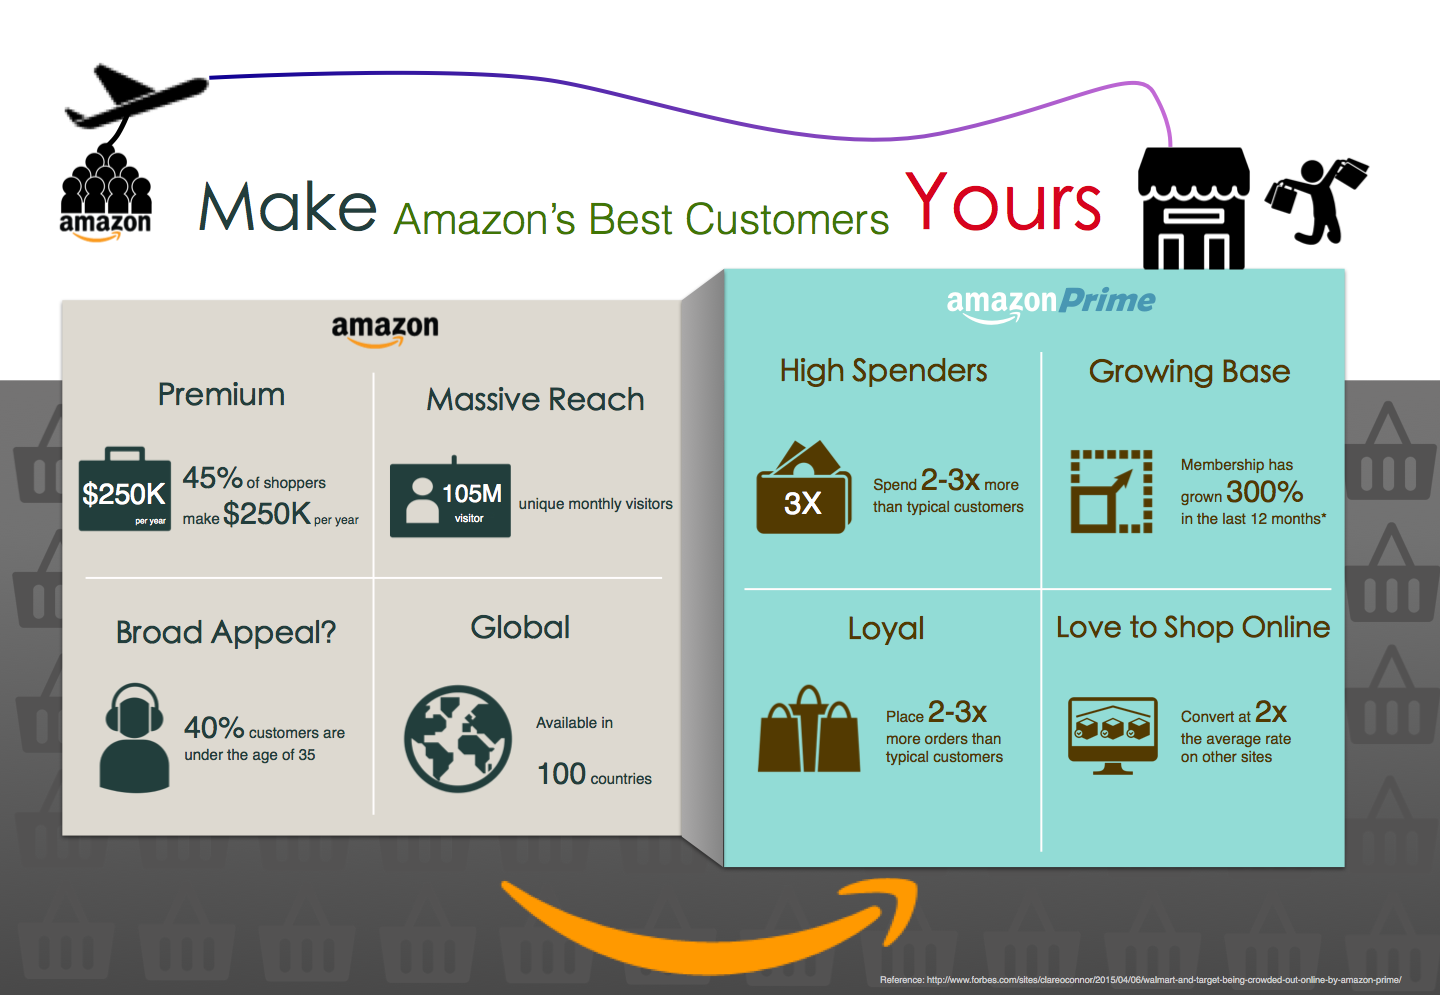 amazon
Make Amazon's Best Customers Yours
amazon
Premium
$250K
per year
45% of shoppers
make $250K per year
Massive Reach
105M
visitor
unique monthly visitors
Broad Appeal?
40% customers are
under the age of 35
Global
Available in
100 countries
amazonPrime
High Spenders
3X
Spend 2-3x more
than typical customers
Growing Base
Membership has
grown 300%
in the last 12 months*
Loyal
Place 2-3x
more orders than
typical customers
Love to Shop Online
Convert at 2x
the average rate
on other sites
Reference: http://www.forbes.com/sites/clareoconnor/2015/04/06/walmart-and-target-being-crowded-out-online-by-amazon-prime/